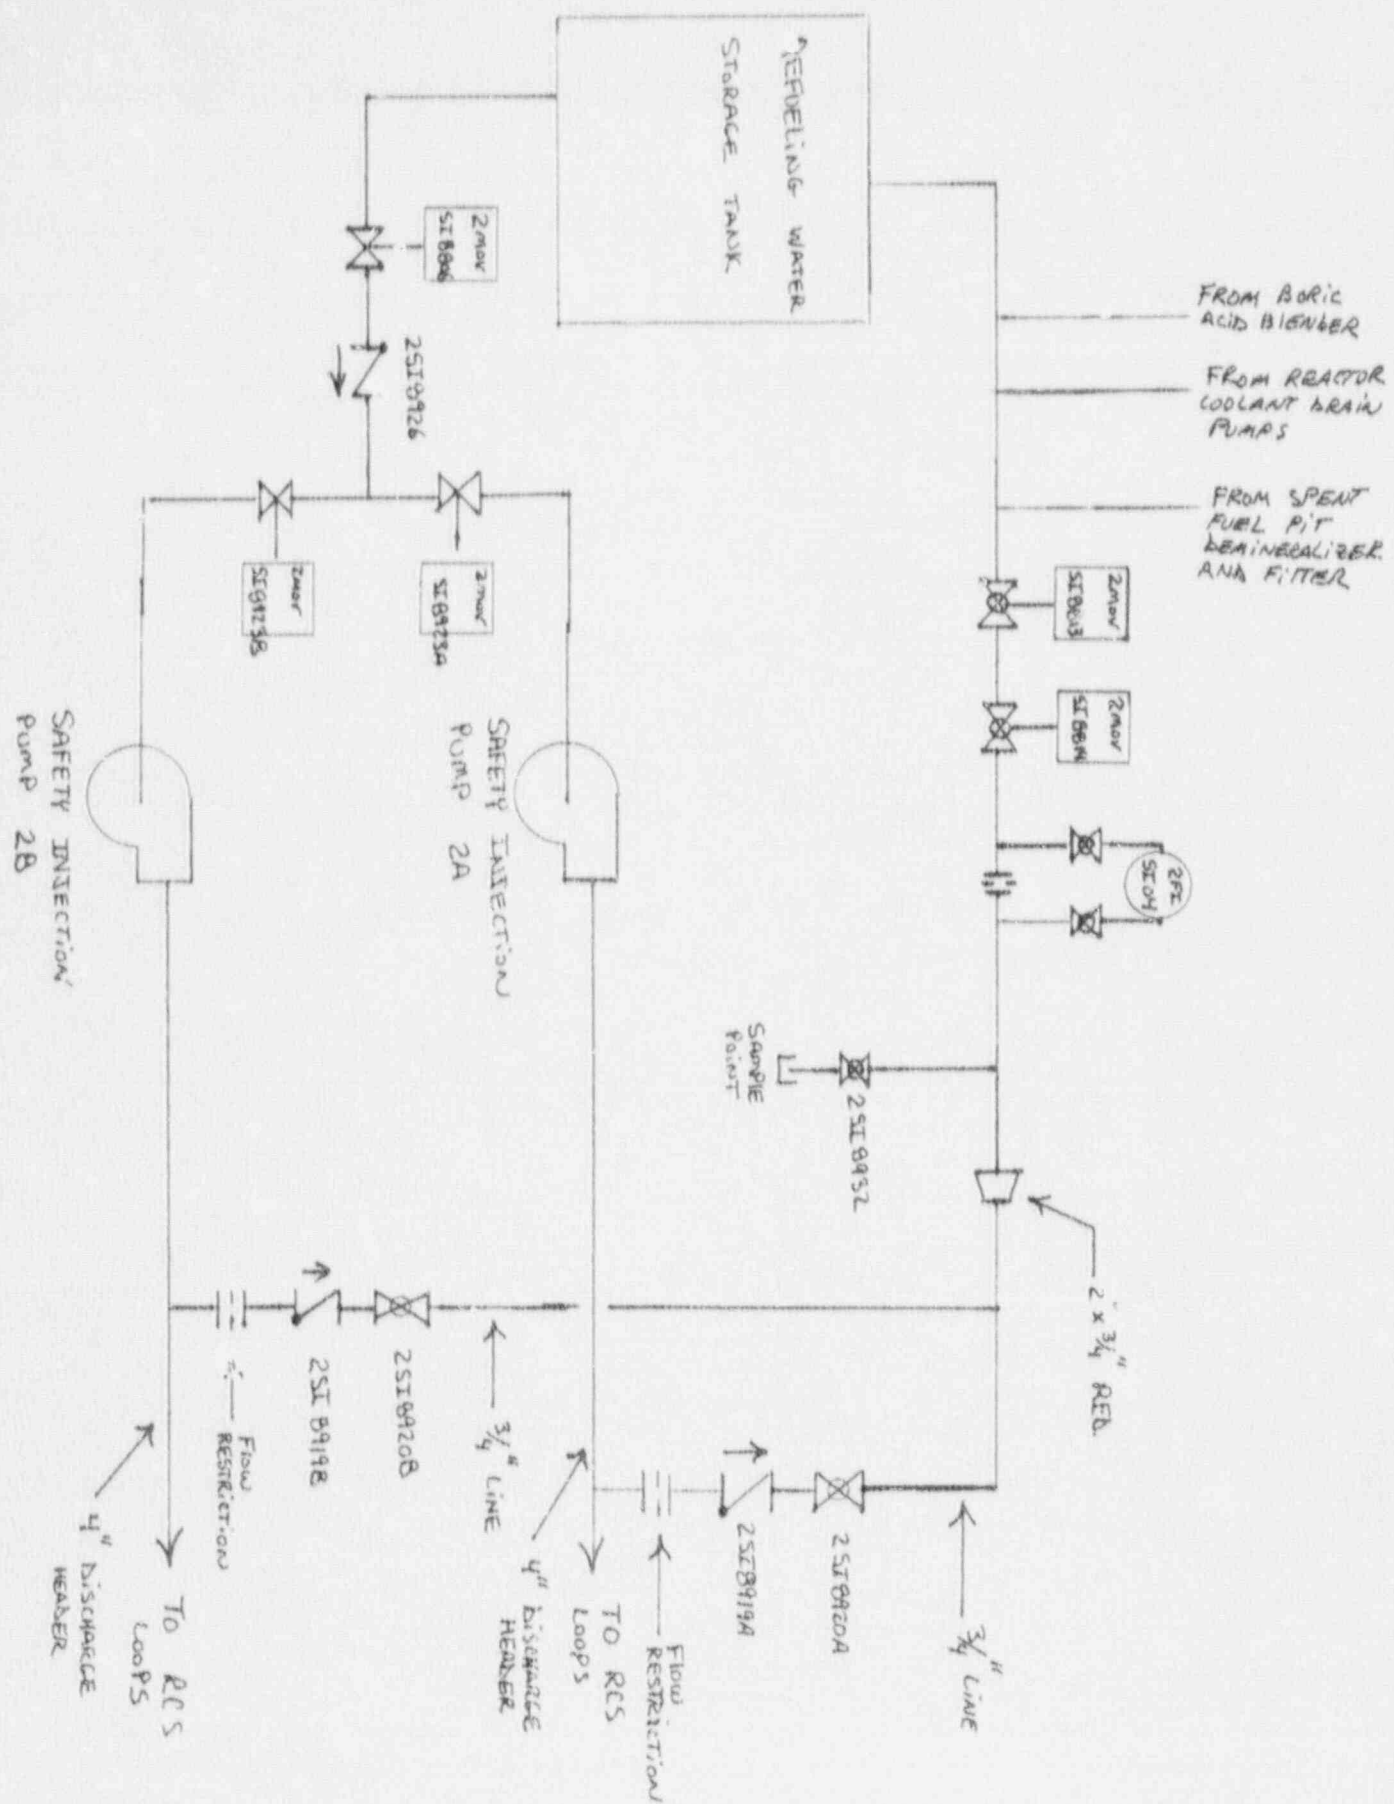 REFUELING WATER
STORAGE TANK
2MOV
SI8806
2SI8926
2MOV
SI8923B
2MOV
SI8923A
SAFETY INJECTION
PUMP 2B
SAFETY INJECTION
PUMP 2A
FROM BORIC
ACID BLENDER
FROM REACTOR
COOLANT DRAIN
PUMPS
FROM SPENT
FUEL PIT
DEMINERALIZER
AND FILTER
2MOV
SI8813
2MOV
SI8814
2FI
SI04
SAMPLE
POINT
2SI8932
2" x 3/4" RED.
FLOW
RESTRICTION
2SI8919B
2SI8920B
3/4" LINE
4" DISCHARGE
HEADER
TO RCS
LOOPS
4" DISCHARGE
HEADER
TO RCS
LOOPS
FLOW
RESTRICTION
2SI8919A
2SI8920A
3/4" LINE